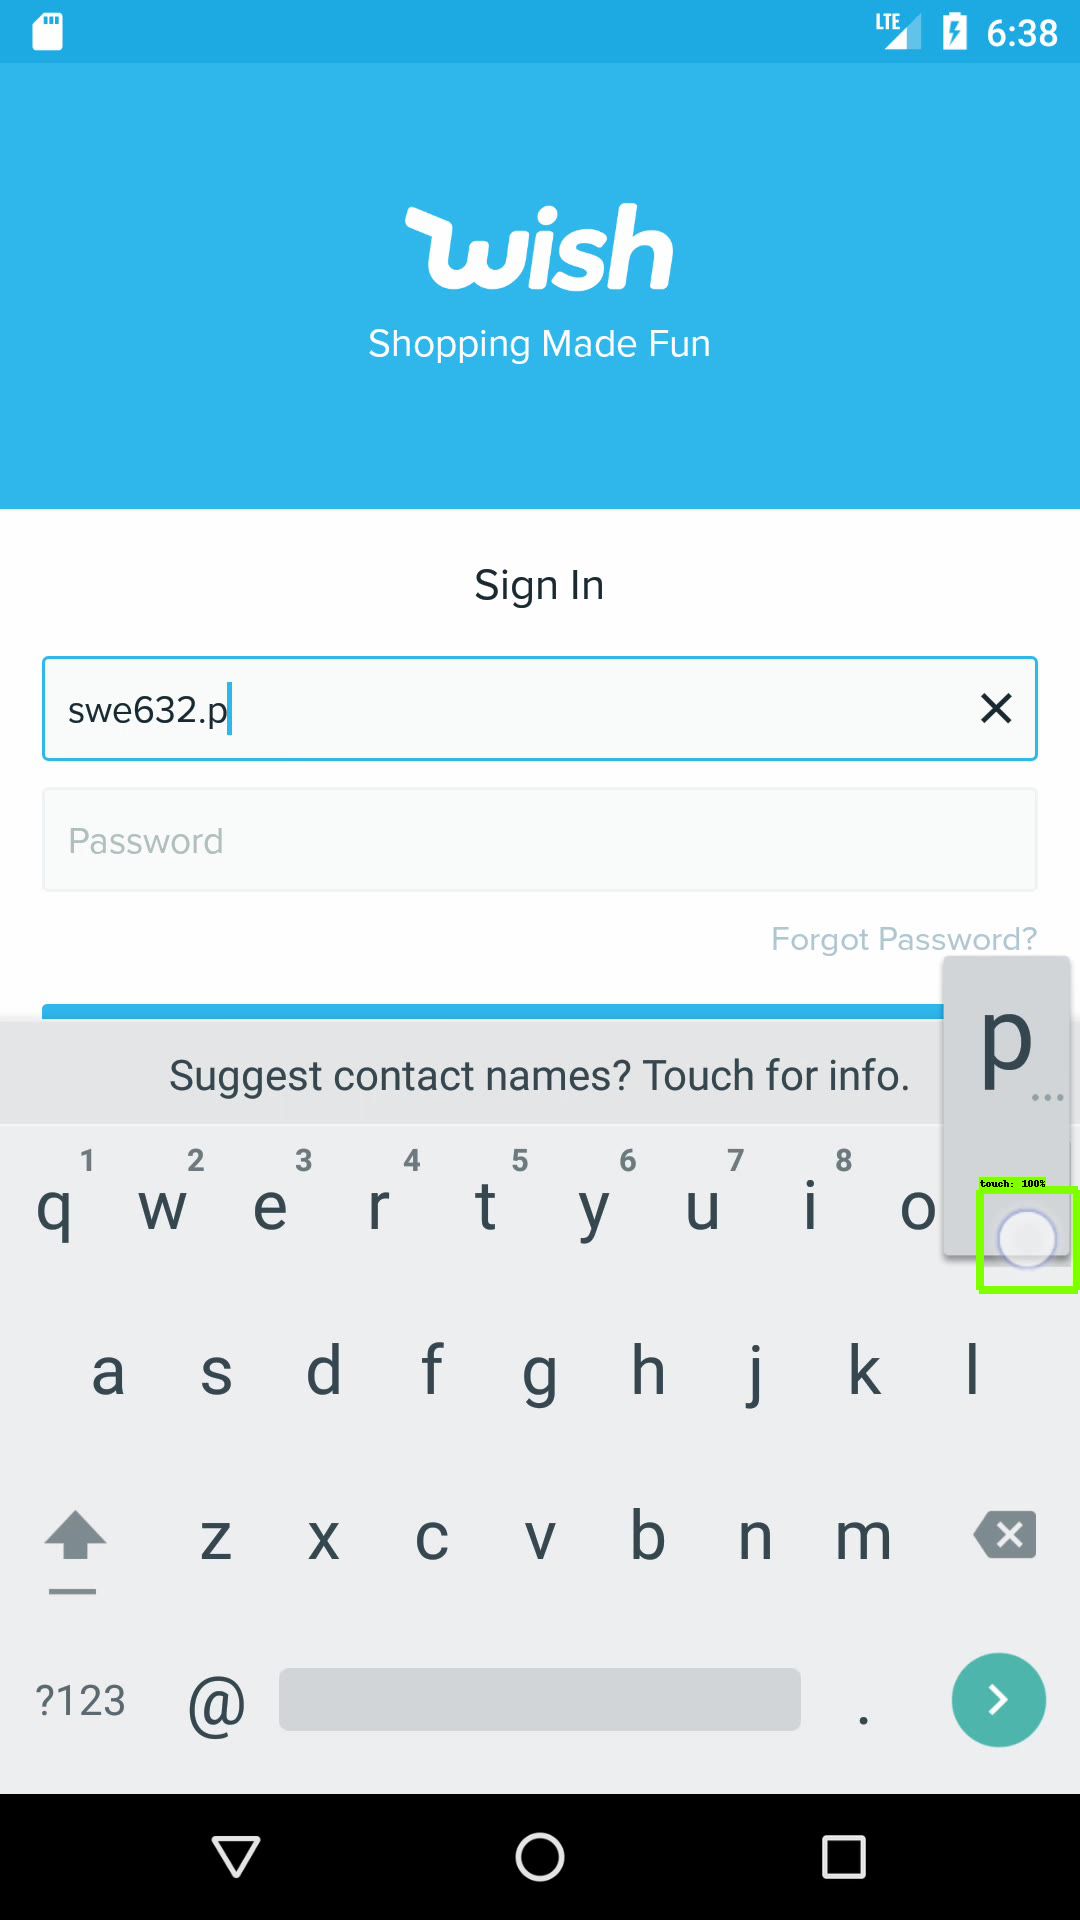 LTE 6:38
wish
Shopping Made Fun
Sign In
swe632.p
Password
Forgot Password?
p
...
Suggest contact names? Touch for info.
1 2 3 4 5 6 7 8
q w e r t y u i o
touch: 100%
a s d f g h j k l
z x c v b n m
?123 @ .